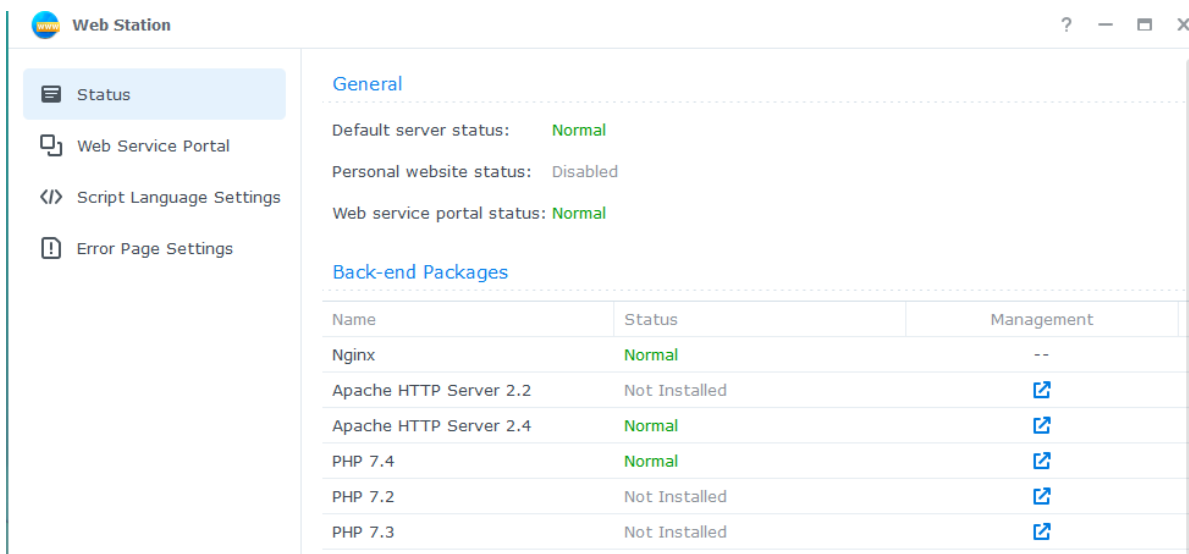 www Web Station
Status
Web Service Portal
Script Language Settings
Error Page Settings
General
Default server status: Normal
Personal website status: Disabled
Web service portal status: Normal
Back-end Packages
Name Status Management
Nginx Normal --
Apache HTTP Server 2.2 Not Installed
Apache HTTP Server 2.4 Normal
PHP 7.4 Normal
PHP 7.2 Not Installed
PHP 7.3 Not Installed